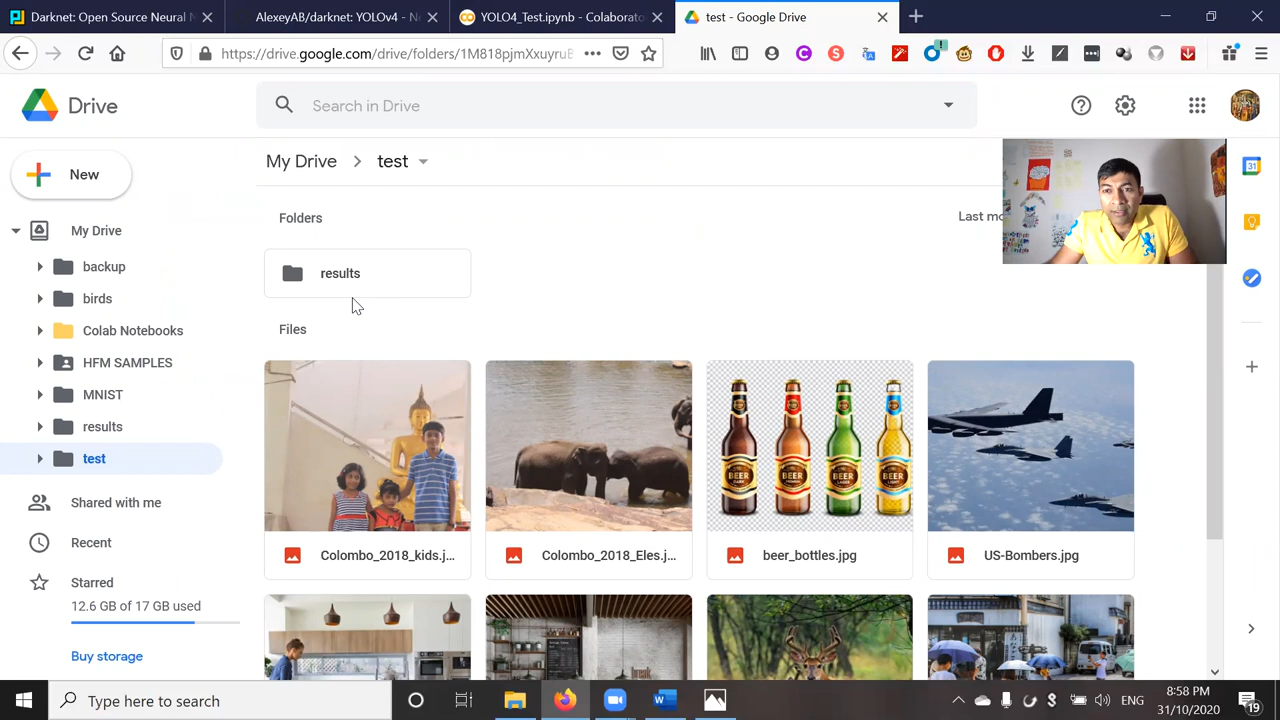 Darknet: Open Source Neural N
AlexeyAB/darknet: YOLOv4 - N
YOLO4_Test.ipynb - Colaborato
test - Google Drive
https://drive.google.com/drive/folders/1M818pjmXxuyruB
Drive
Search in Drive
New
My Drive
backup
birds
Colab Notebooks
HFM SAMPLES
MNIST
results
test
Shared with me
Recent
Starred
12.6 GB of 17 GB used
Buy storage
My Drive > test
Folders
Last mo
results
Files
Colombo_2018_kids.j...
Colombo_2018_Eles.j...
beer_bottles.jpg
US-Bombers.jpg
BEER BEER BEER BEER
31
Type here to search
ENG
8:58 PM
31/10/2020
19